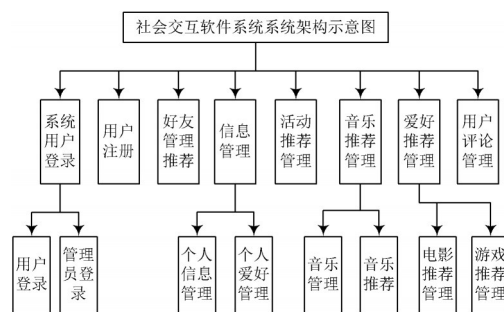 社会交互软件系统系统架构示意图
系统
用户
登录
用户
注册
好友
管理
推荐
信息
管理
活动
推荐
管理
音乐
推荐
管理
爱好
推荐
管理
用户
评论
管理
用户
登录
管理
员登
录
个人
信息
管理
个人
爱好
管理
音乐
管理
音乐
推荐
电影
推荐
管理
游戏
推荐
管理